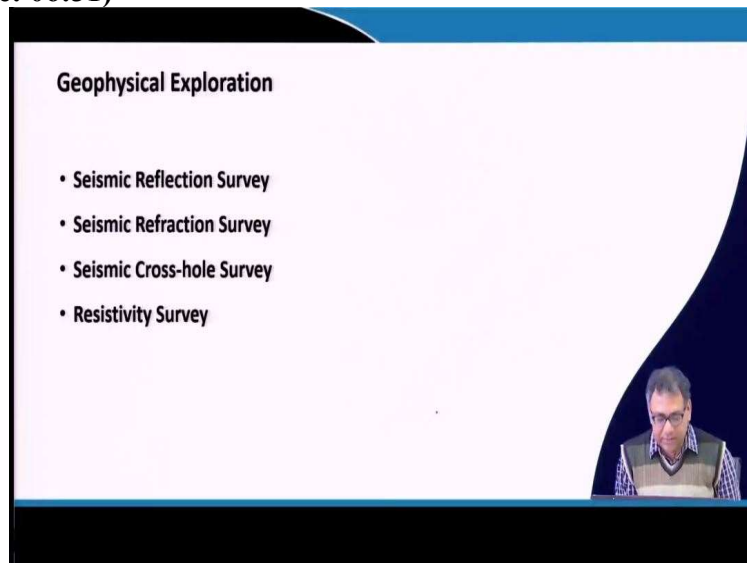 Geophysical Exploration
• Seismic Reflection Survey
• Seismic Refraction Survey
• Seismic Cross-hole Survey
• Resistivity Survey